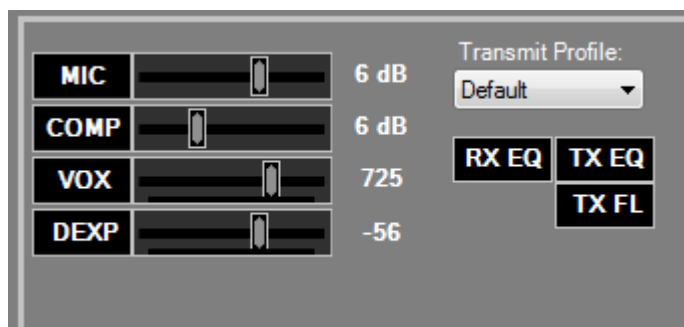 MIC 6 dB
COMP 6 dB
VOX 725
DEXP -56
Transmit Profile:
Default
RX EQ TX EQ
TX FL